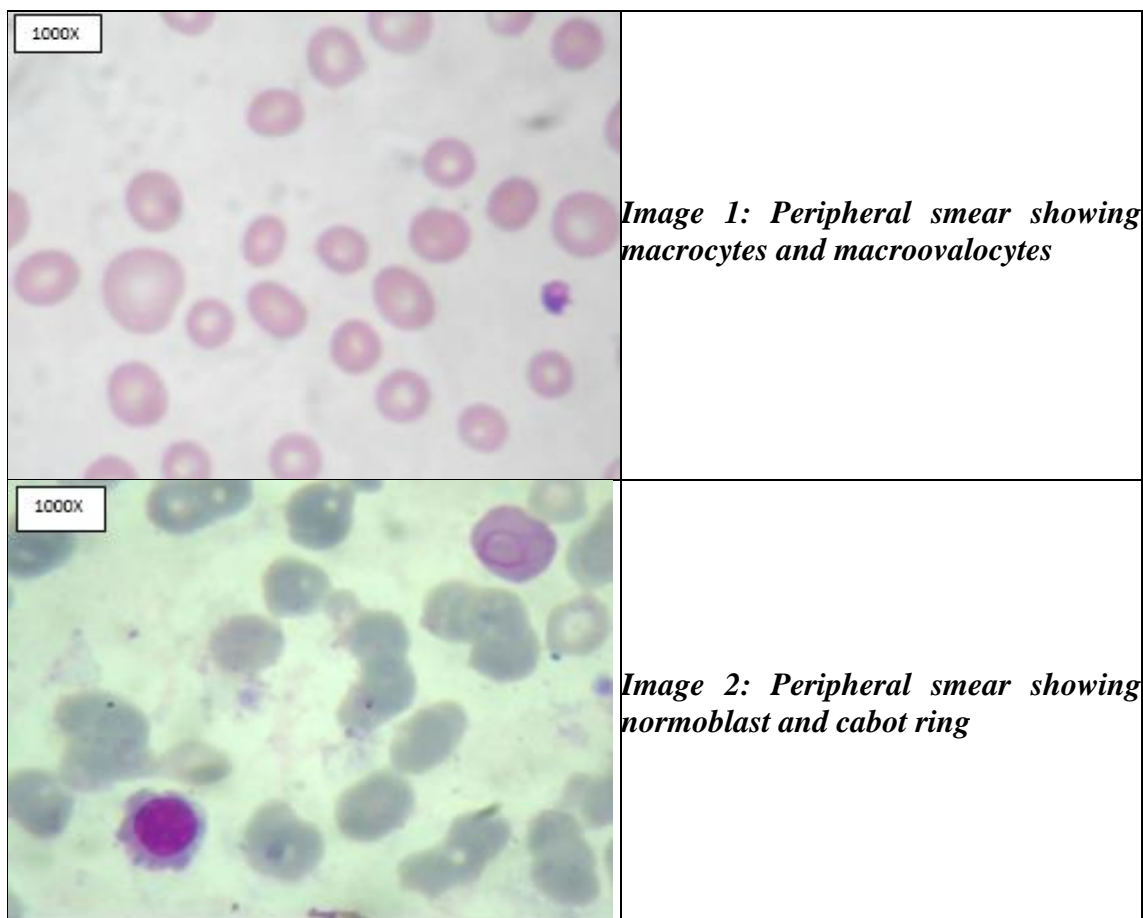 1000X
Image 1: Peripheral smear showing
macrocytes and macroovalocytes
1000X
Image 2: Peripheral smear showing
normoblast and cabot ring